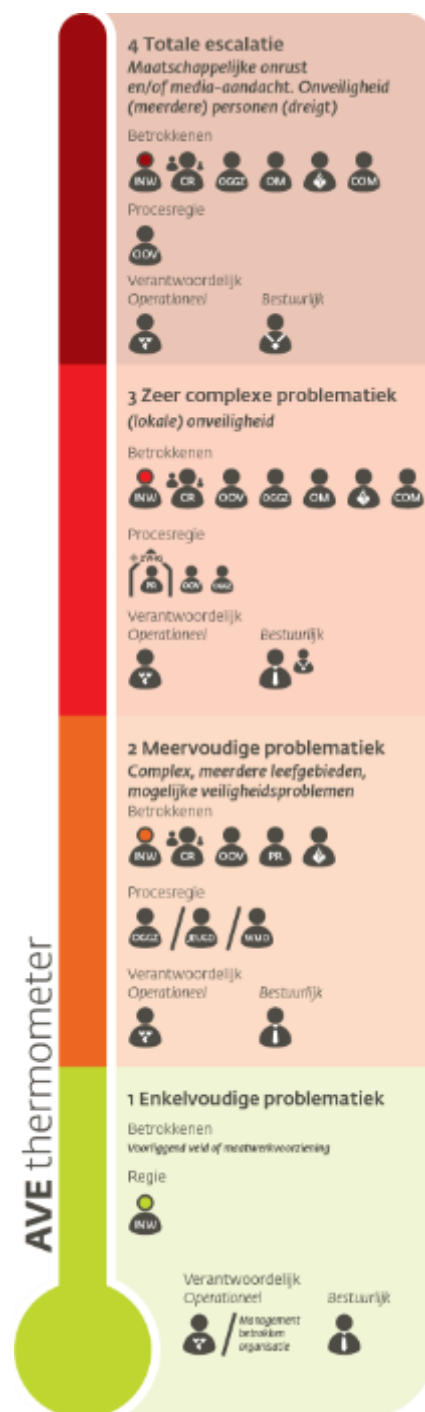 4 Totale escalatie
Maatschappelijke onrust
en/of media-aandacht. Onveiligheid
(meerdere) personen (dreigt)
Betrokkenen
INW CR OGGZ OM COM
Procesregie
OOV
Verantwoordelijk
Operationeel Bestuurlijk
3 Zeer complexe problematiek
(lokale) onveiligheid
Betrokkenen
INW CR OOV OGGZ OM COM
Procesregie
PR OOV OGGZ
Verantwoordelijk
Operationeel Bestuurlijk
2 Meervoudige problematiek
Complex, meerdere leefgebieden,
mogelijke veiligheidsproblemen
Betrokkenen
INW CR OOV PR
Procesregie
OGGZ / JEUGD / WMO
Verantwoordelijk
Operationeel Bestuurlijk
1 Enkelvoudige problematiek
Betrokkenen
Voorliggend veld of maatwerkvoorziening
Regie
INW
Verantwoordelijk
Operationeel Bestuurlijk
/ Management
betrokken
organisatie
AVE thermometer